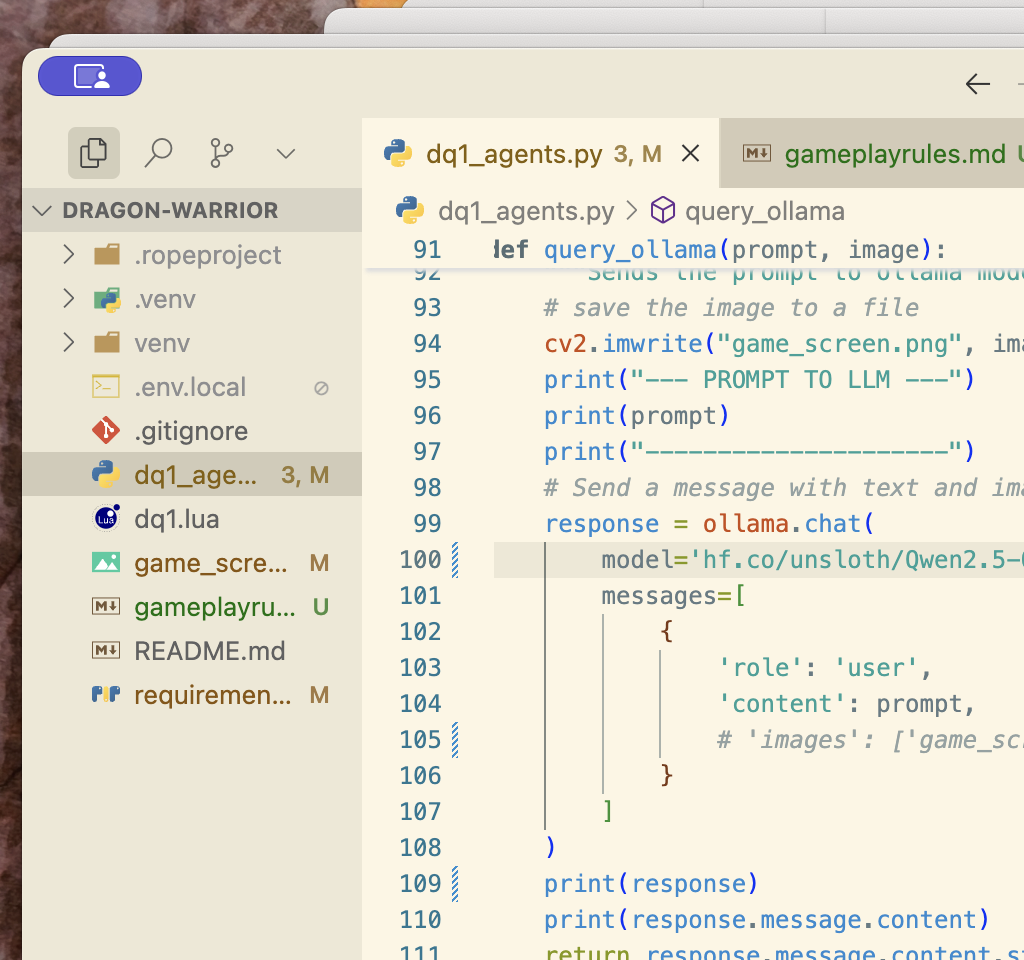 dq1_agents.py 3, M
gameplayrules.md
DRAGON-WARRIOR
.ropeproject
.venv
venv
.env.local
.gitignore
dq1_age... 3, M
dq1.lua
game_scre... M
gameplayru... U
README.md
requiremen... M
dq1_agents.py > query_ollama
91 def query_ollama(prompt, image):
92 Sends the prompt to ollama
93 # save the image to a file
94 cv2.imwrite("game_screen.png",
95 print("--- PROMPT TO LLM ---")
96 print(prompt)
97 print("---------------------")
98 # Send a message with text and
99 response = ollama.chat(
100 model='hf.co/unsloth/Qwen2.5-
101 messages=[
102 {
103 'role': 'user',
104 'content': prompt,
105 # 'images': ['game_sc
106 }
107 ]
108 )
109 print(response)
110 print(response.message.content)
111 return response.message.content.s